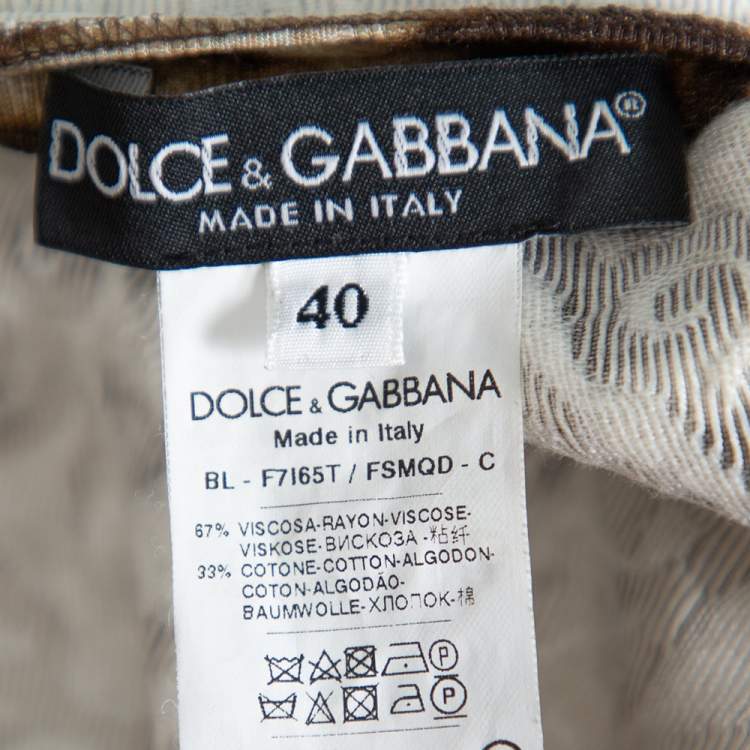 DOLCE & GABBANA®
MADE IN ITALY
40
DOLCE & GABBANA
Made in Italy
BL - F7I65T / FSMQD - C
67% VISCOSA-RAYON-VISCOSE-
VISKOSE-ВИСКОЗА -粘纤
33% COTONE-COTTON-ALGODON-
COTON-ALGODÃO-
BAUMWOLLE-ХЛОПОК-棉
P
P